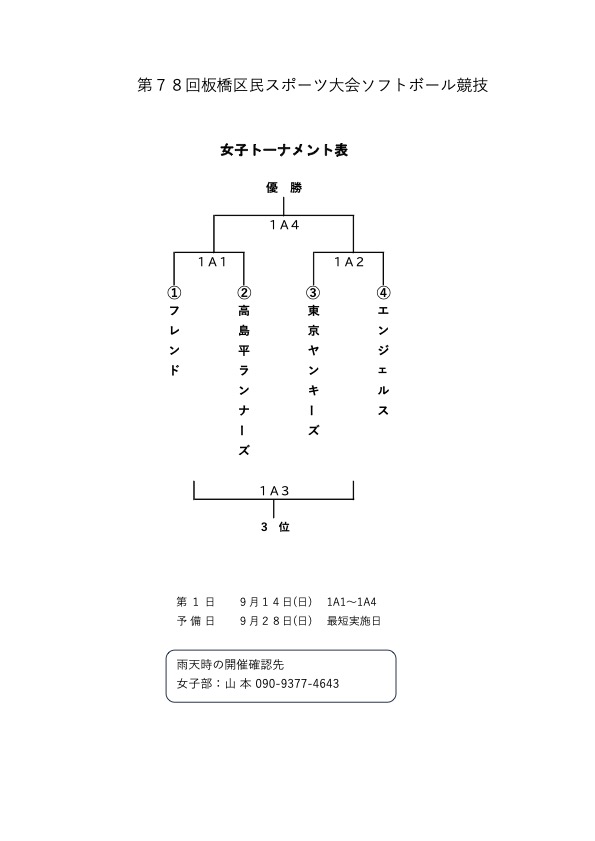 第７８回板橋区民スポーツ大会ソフトボール競技
女子トーナメント表
優　勝
１Ａ４
１Ａ１
１Ａ２
①フレンド
②高島平ランナーズ
③東京ヤンキーズ
④エンジェルス
１Ａ３
３　位
第 １ 日　９月１４日(日)　1A1～1A4
予 備 日　９月２８日(日)　最短実施日
雨天時の開催確認先
女子部：山 本 090-9377-4643